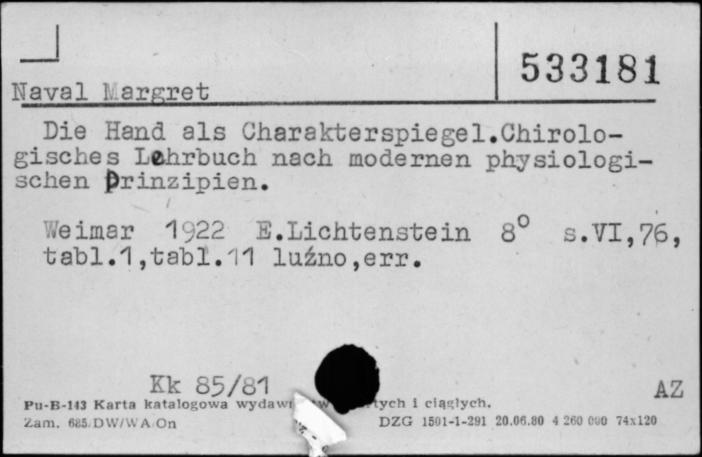 533181
Naval Margret
Die Hand als Charakterspiegel.Chirolo-
gisches Lehrbuch nach modernen physiologi-
schen Prinzipien.
Weimar 1922 E.Lichtenstein 8° s.VI,76,
tabl.1,tabl.11 luźno,err.
Kk 85/81
AZ
Pu-B-143 Karta katalogowa i ciągłych.
Zam. 685/DW/WA/On DZG 1501-1-291 20.06.80 4 260 000 74x120